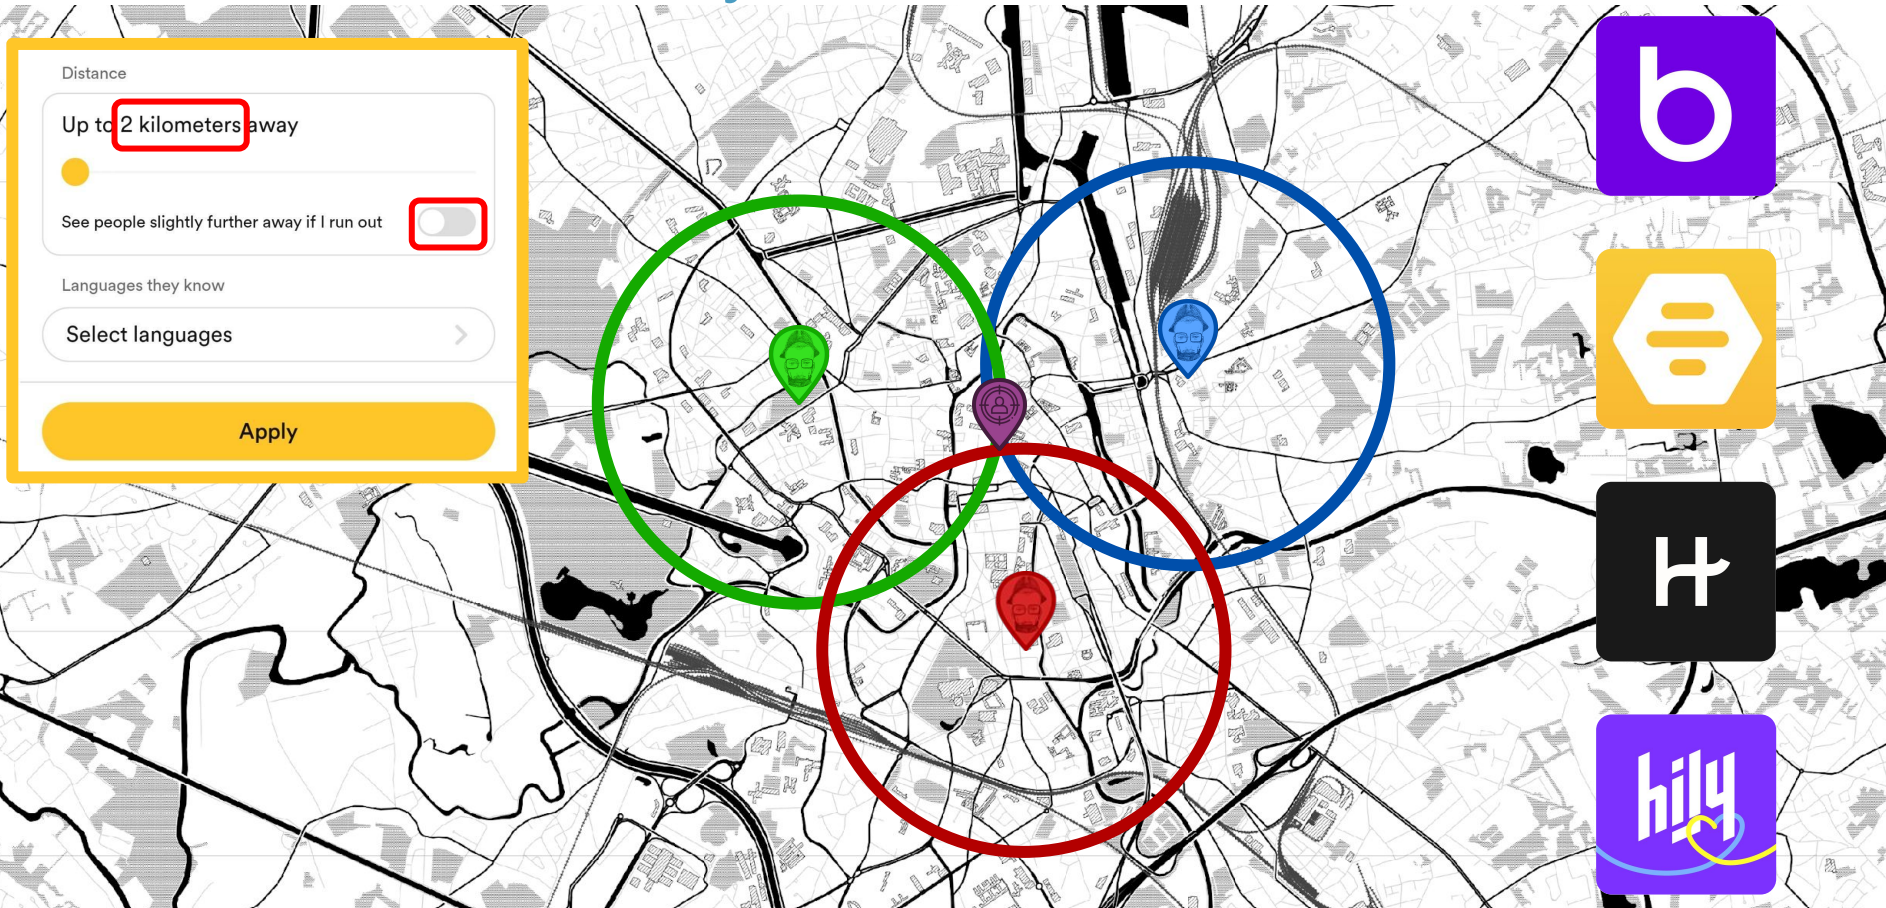 Distance
Up to 2 kilometers away
See people slightly further away if I run out
Languages they know
Select languages
Apply
b
H
hily